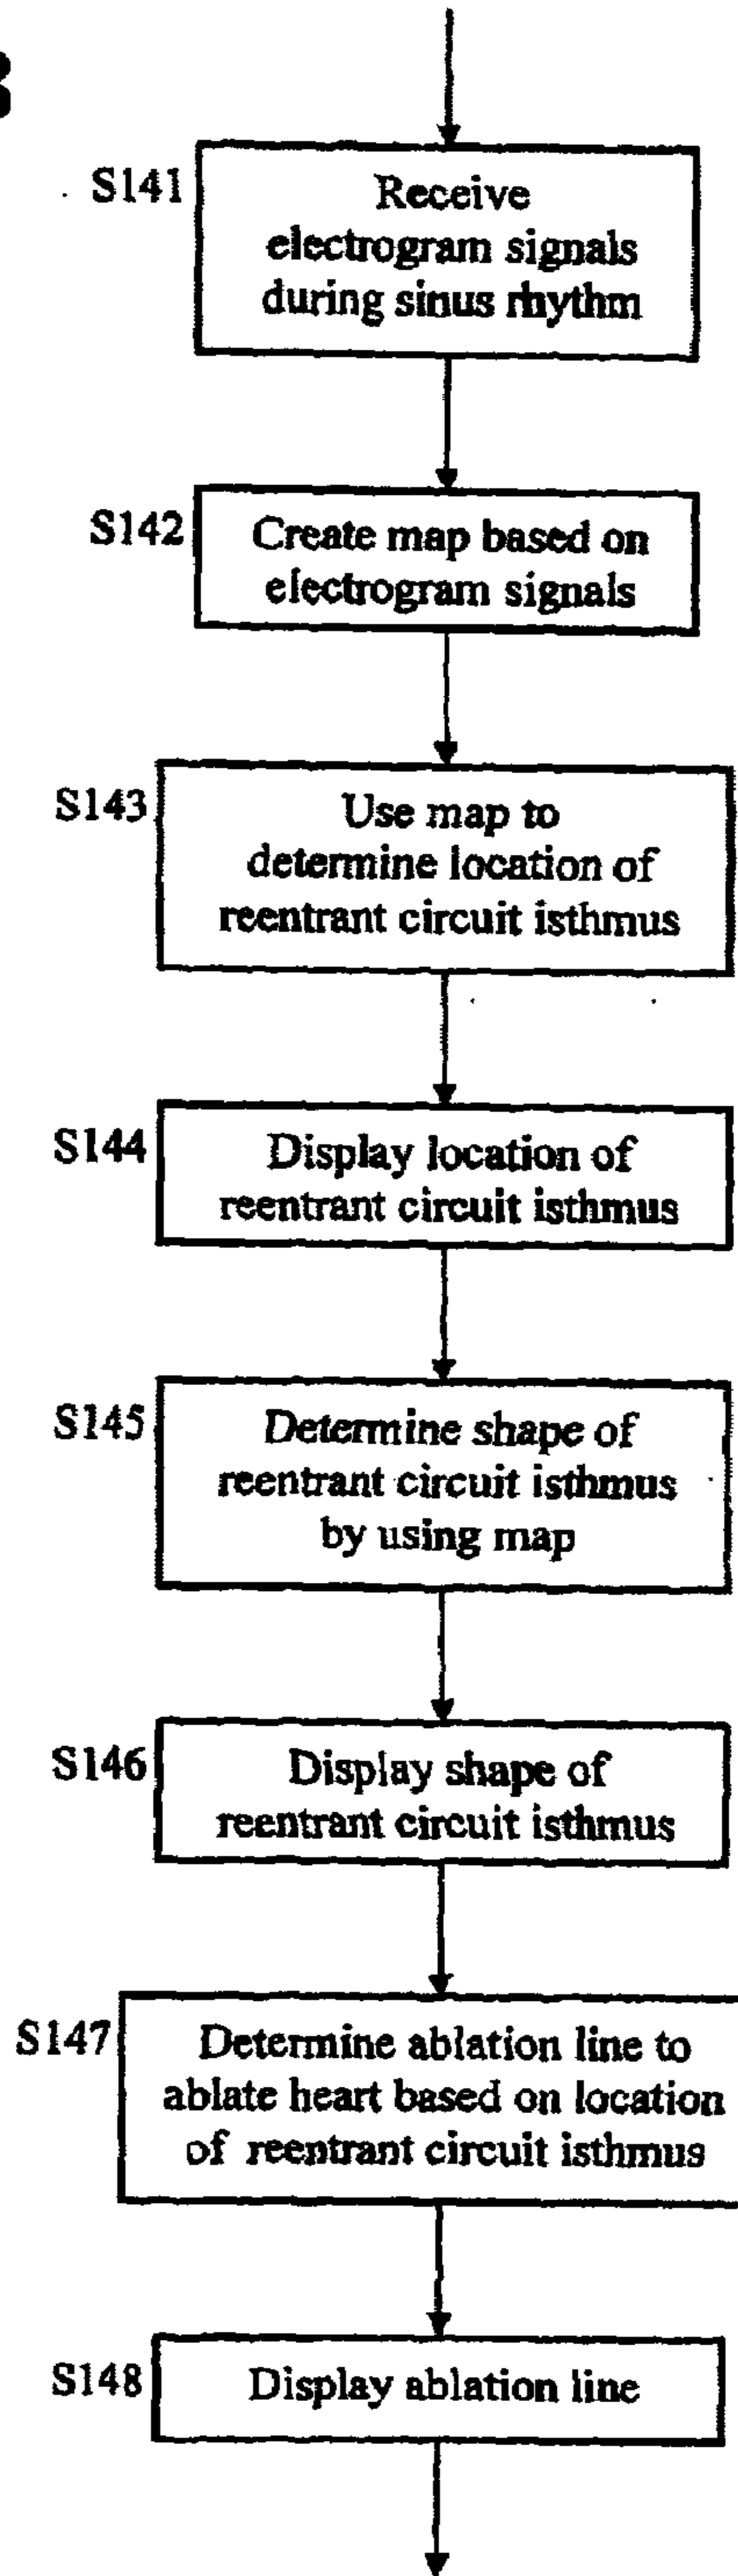 S141
Receive
electrogram signals
during sinus rhythm
S142
Create map based on
electrogram signals
S143
Use map to
determine location of
reentrant circuit isthmus
S144
Display location of
reentrant circuit isthmus
S145
Determine shape of
reentrant circuit isthmus
by using map
S146
Display shape of
reentrant circuit isthmus
S147
Determine ablation line to
ablate heart based on location
of reentrant circuit isthmus
S148
Display ablation line